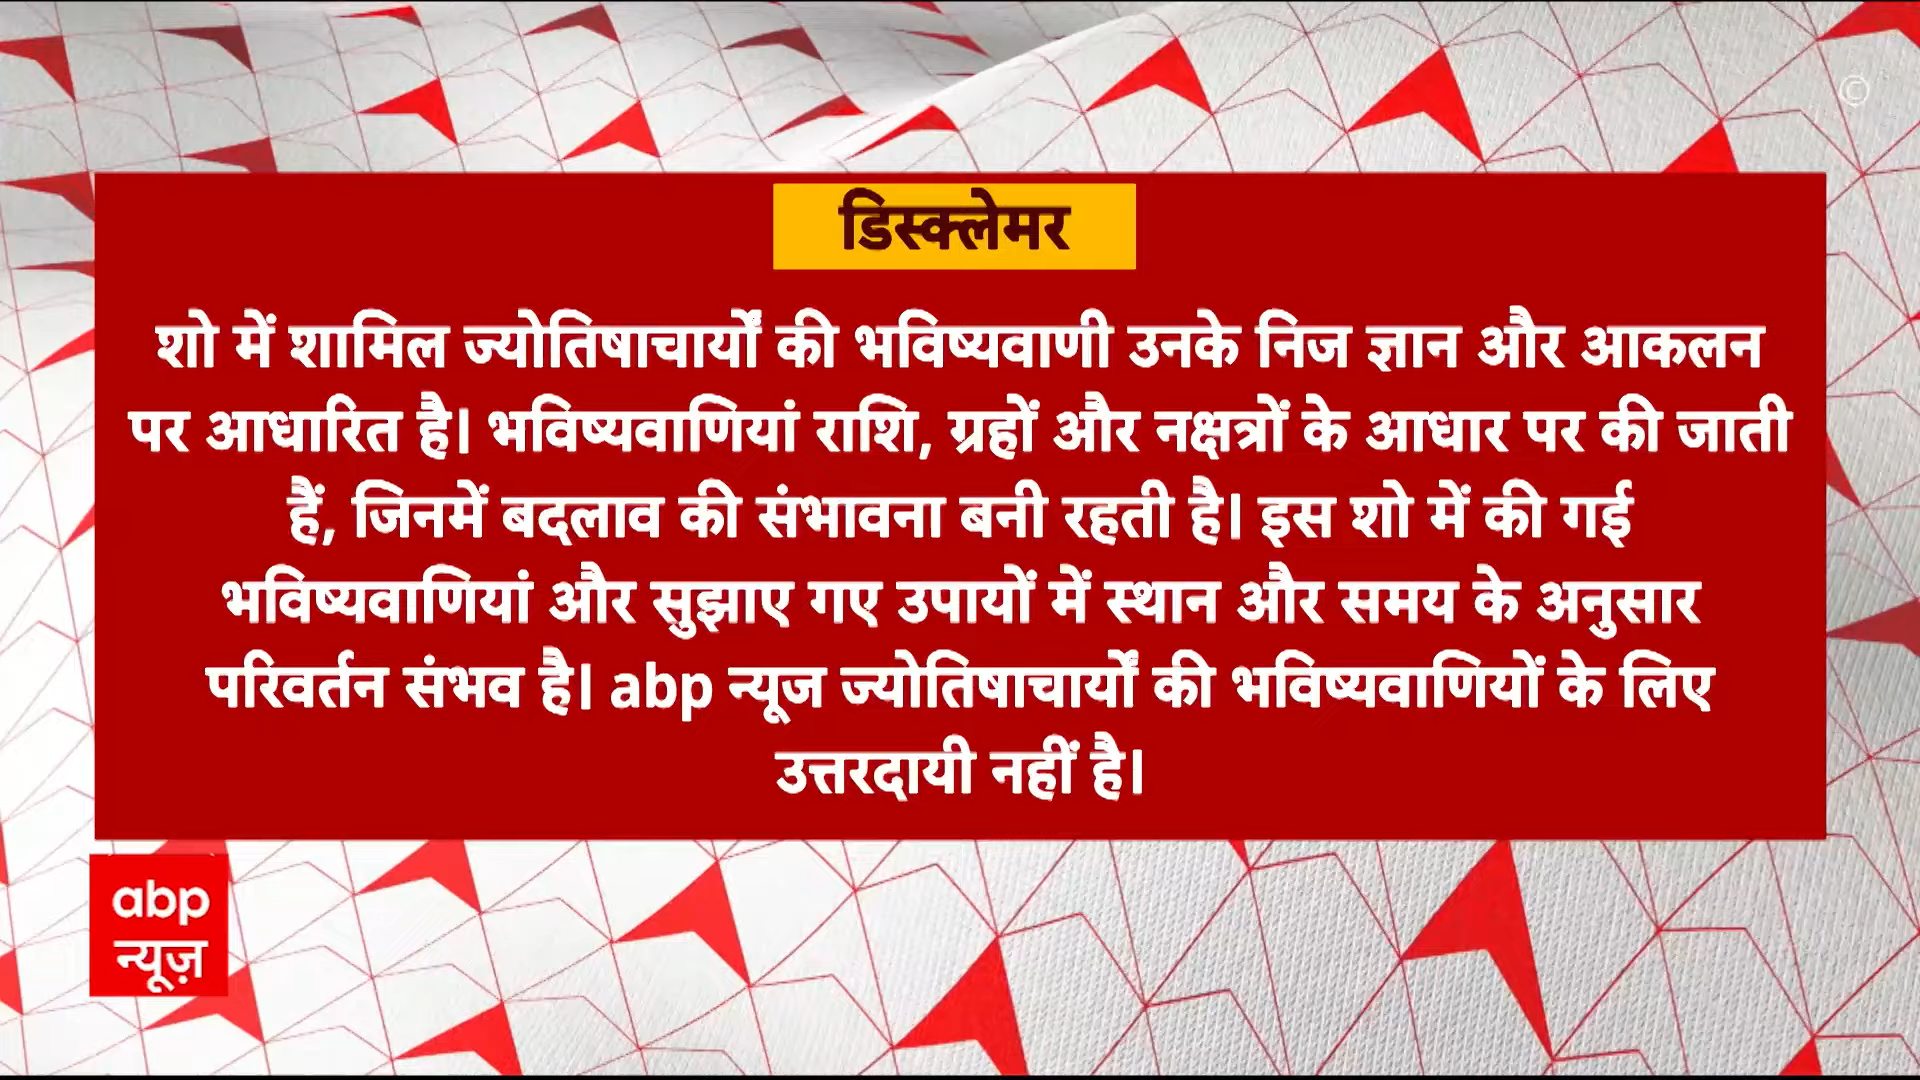 ©
डिस्क्लेमर
शो में शामिल ज्योतिषाचार्यों की भविष्यवाणी उनके निज ज्ञान और आकलन
पर आधारित है। भविष्यवाणियां राशि, ग्रहों और नक्षत्रों के आधार पर की जाती
हैं, जिनमें बदलाव की संभावना बनी रहती है। इस शो में की गई
भविष्यवाणियां और सुझाए गए उपायों में स्थान और समय के अनुसार
परिवर्तन संभव है। abp न्यूज ज्योतिषाचार्यों की भविष्यवाणियों के लिए
उत्तरदायी नहीं है।
abp
न्यूज़